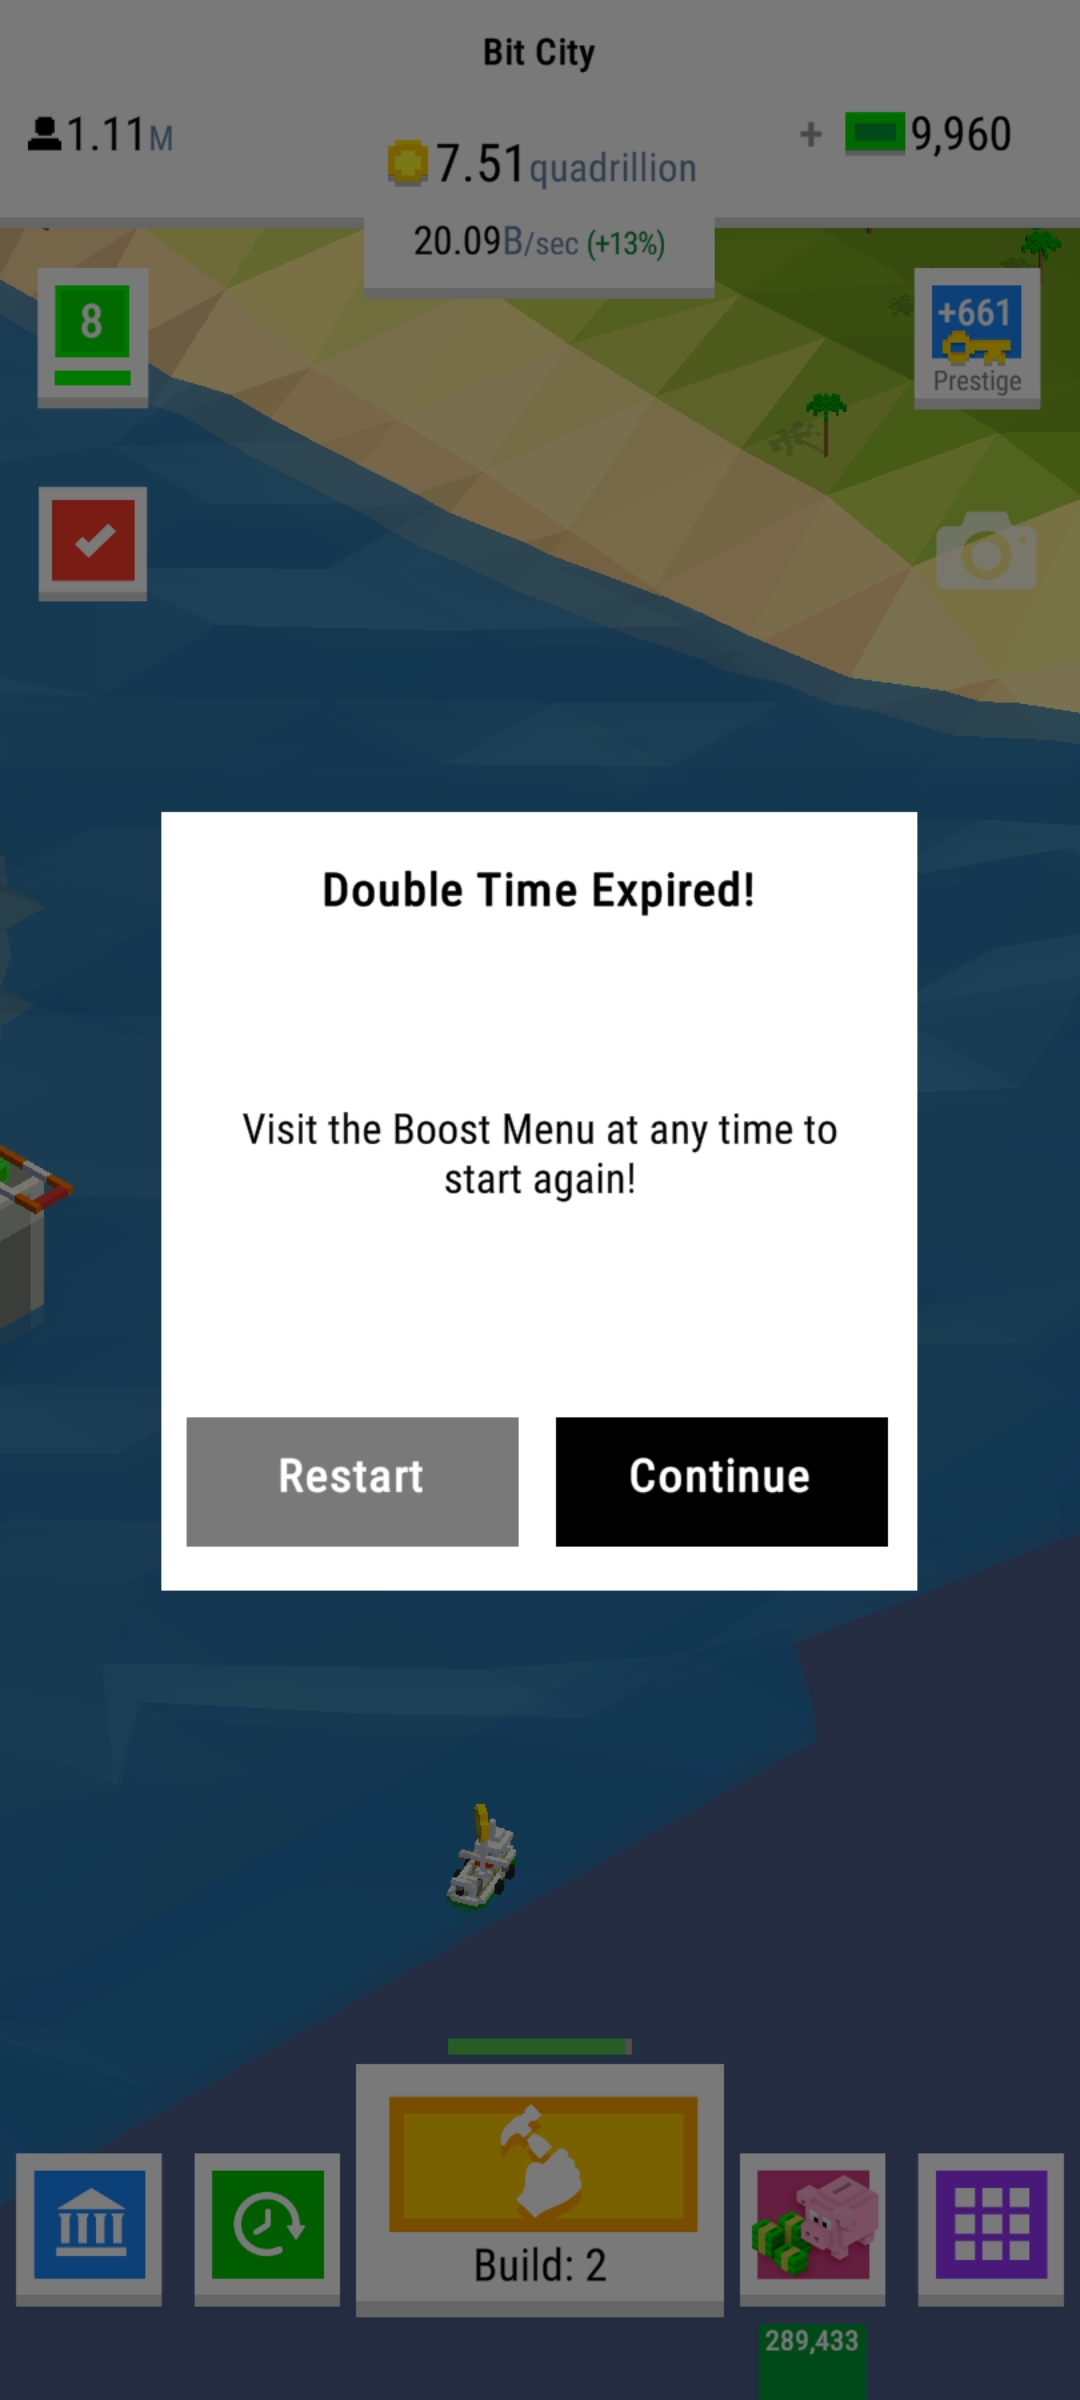 Bit City
1.11M
7.51quadrillion
+ 9,960
20.09B/sec (+13%)
8
+661
Prestige
Double Time Expired!
Visit the Boost Menu at any time to
start again!
Restart
Continue
Build: 2
289,433